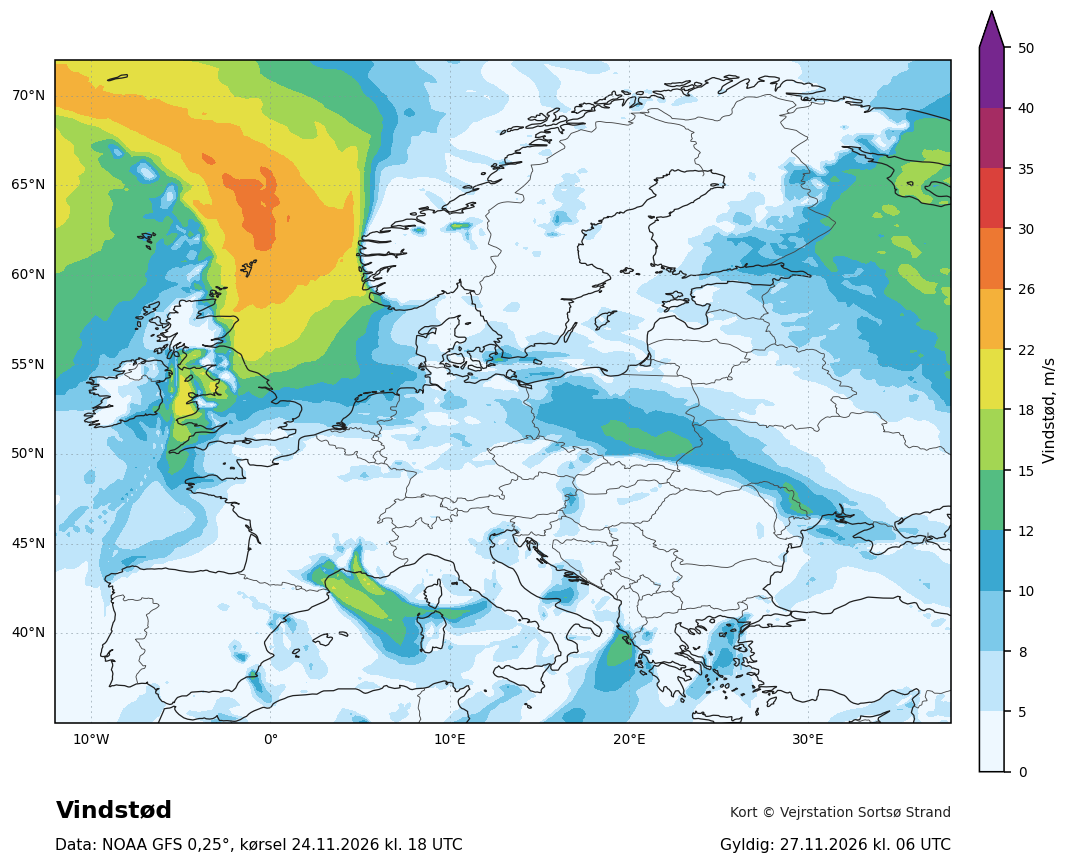 50
40
35
30
26
22
18
15
12
10
8
5
0
Vindstød, m/s
70°N
65°N
60°N
55°N
50°N
45°N
40°N
10°W
0°
10°E
20°E
30°E
Vindstød
Kort © Vejrstation Sortsø Strand
Data: NOAA GFS 0,25°, kørsel 24.11.2026 kl. 18 UTC
Gyldig: 27.11.2026 kl. 06 UTC